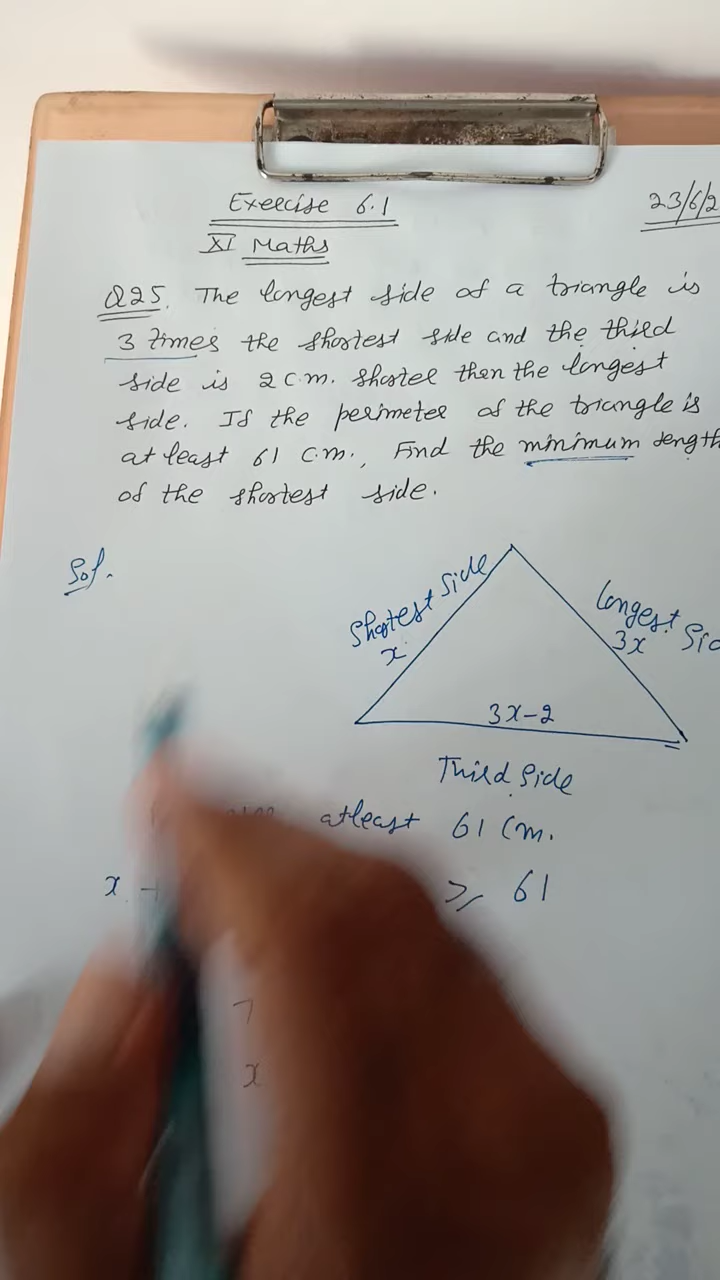 Exercise 6.1
23/6/2
XI Maths
Q25. The longest side of a triangle is
3 times the shortest side and the third
side is 2 c.m. shorter then the longest
side. If the perimeter of the triangle is
at least 61 c.m., Find the minimum length
of the shortest side.
Sol.
Shortest Side
x
Longest
3x
3x-2
Third Side
atleast 61 Cm.
x + ≥ 61
7
x